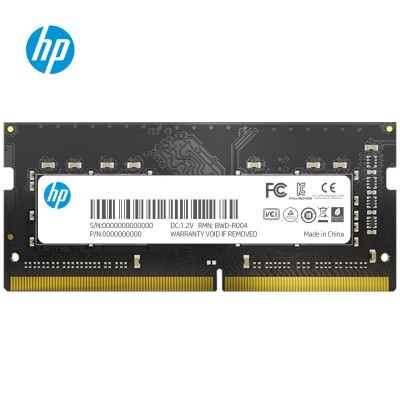 hp
hp
FC
CE
VCI
S/N:0000000000000 DC:1.2V RMN: BWD-R004
P/N:0000000000 WARRANTY VOID IF REMOVED
Made in China